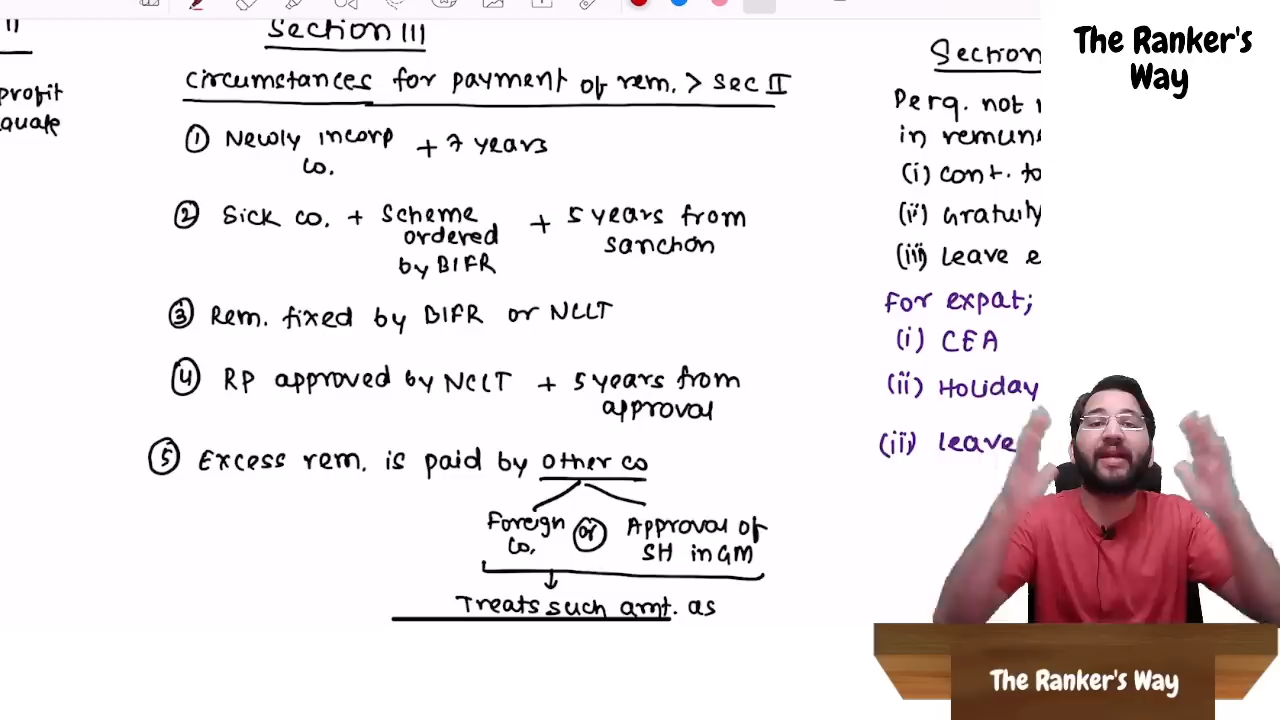 II
profit
quate
Section III
Circumstances for payment of rem. > Sec II
① Newly incorp + 7 years
Co.
② Sick co. + Scheme + 5 years from
ordered sanction
by BIFR
③ Rem. fixed by BIFR or NCLT
④ RP approved by NCLT + 5 years from
approval
⑤ Excess rem. is paid by other co
Foreign or Approval of
Co. SH in GM
Treats such amt. as
Section
Perq. not
in remun
(i) cont. to
(ii) Gratuity
(iii) leave e
For expat;
(i) CEA
(ii) Holiday
(ii) leave
The Ranker's
Way
The Ranker's Way